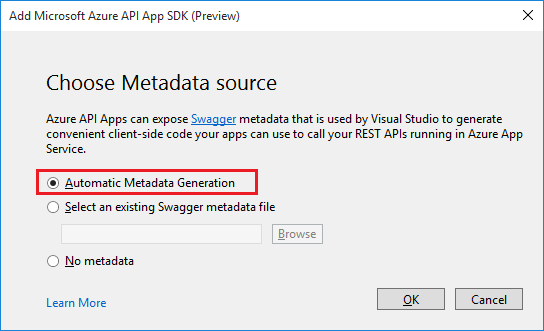 Add Microsoft Azure API App SDK (Preview)
Choose Metadata source
Azure API Apps can expose Swagger metadata that is used by Visual Studio to generate
convenient client-side code your apps can use to call your REST APIs running in Azure App
Service.
Automatic Metadata Generation
Select an existing Swagger metadata file
Browse
No metadata
Learn More
OK
Cancel